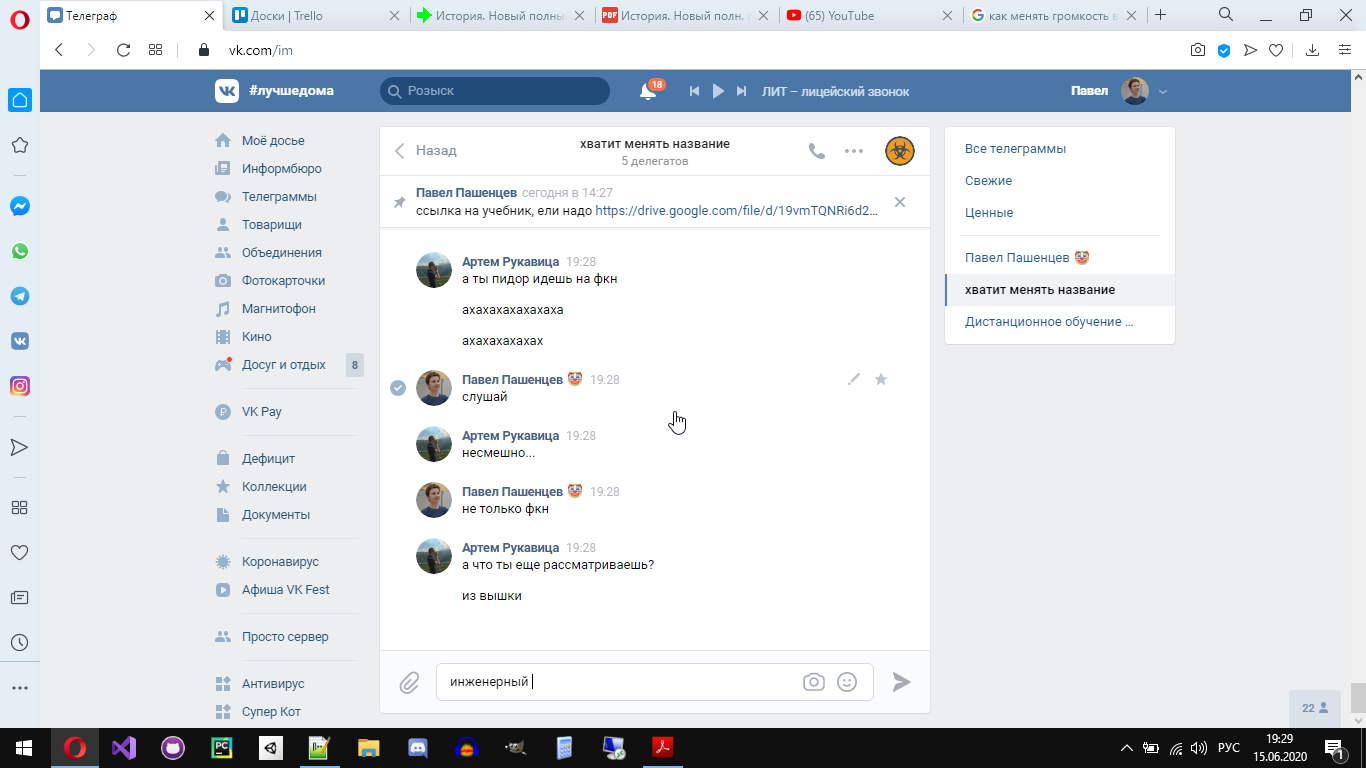 Телеграф
Доски | Trello
История. Новый полны
История. Новый полн.
(65) YouTube
как менять громкость в
vk.com/im
#лучшедома
Розыск
18
ЛИТ – лицейский звонок
Павел
Моё досье
Информбюро
Телеграммы
Товарищи
Объединения
Фотокарточки
Магнитофон
Кино
Досуг и отдых
8
VK Pay
Дефицит
Коллекции
Документы
Коронавирус
Афиша VK Fest
Просто сервер
Антивирус
Супер Кот
Назад
хватит менять название
5 делегатов
Павел Пашенцев сегодня в 14:27
ссылка на учебник, ели надо https://drive.google.com/file/d/19vmTQNRi6d2...
Артем Рукавица 19:28
а ты пидор идешь на фкн
ахахахахахахаха
ахахахахахах
Павел Пашенцев 🤡 19:28
слушай
Артем Рукавица 19:28
несмешно...
Павел Пашенцев 🤡 19:28
не только фкн
Артем Рукавица 19:28
а что ты еще рассматриваешь?
из вышки
инженерный
Все телеграммы
Свежие
Ценные
Павел Пашенцев 🤡
хватит менять название
Дистанционное обучение ...
22
РУС
19:29
15.06.2020
1